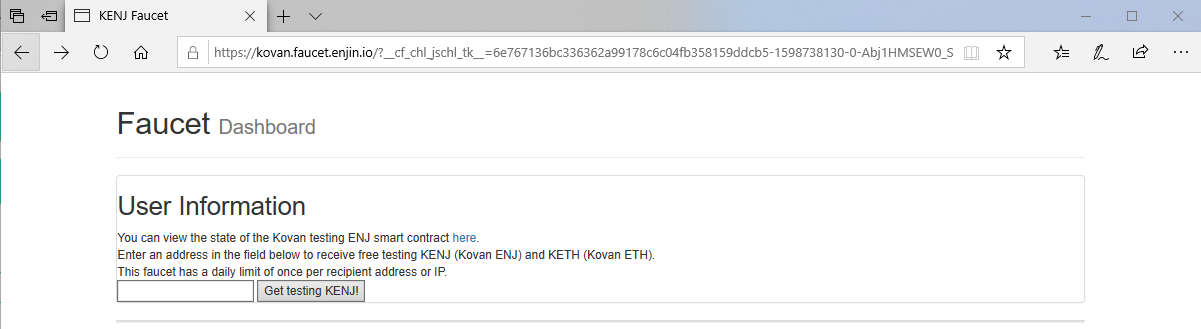 KENJ Faucet
https://kovan.faucet.enjin.io/?__cf_chl_jschl_tk__=6e767136bc336362a99178c6c04fb358159ddcb5-1598738130-0-Abj1HMSEW0_S
Faucet Dashboard
User Information
You can view the state of the Kovan testing ENJ smart contract here.
Enter an address in the field below to receive free testing KENJ (Kovan ENJ) and KETH (Kovan ETH).
This faucet has a daily limit of once per recipient address or IP.
Get testing KENJ!